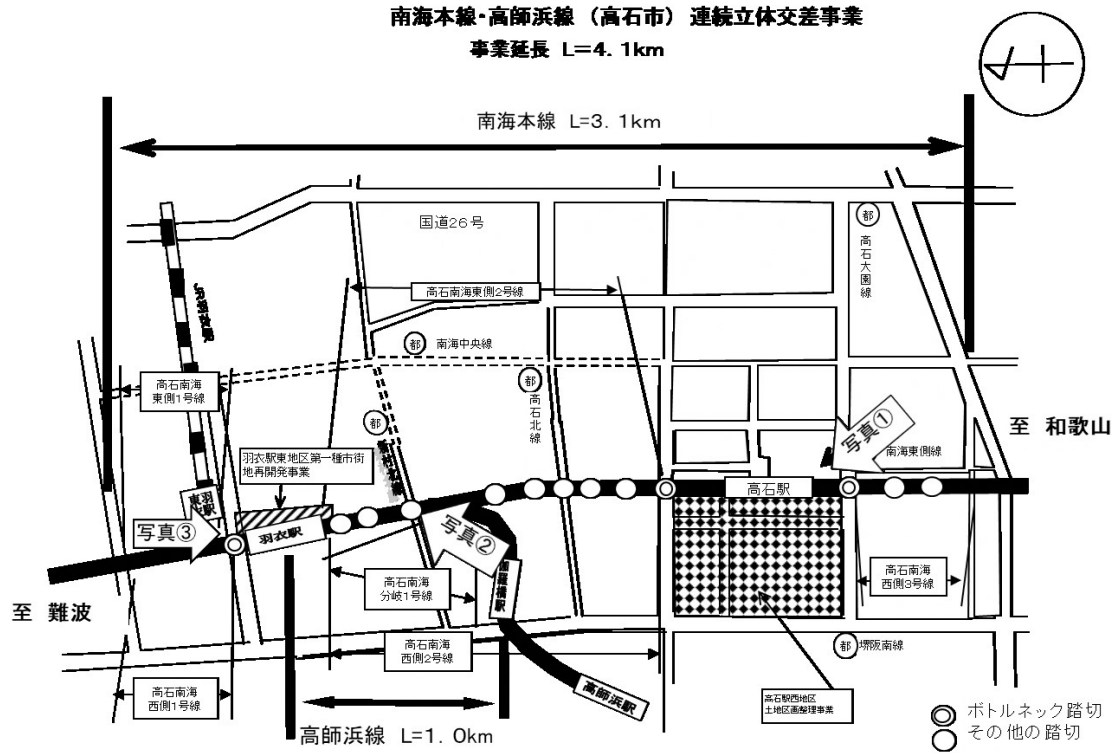 南海本線・高師浜線 （高石市） 連続立体交差事業
事業延長 L=4. 1km
南海本線 L=3. 1km
国道26号
都
高石大園線
JR羽衣線
高石南海東側2号線
都 南海中央線
高石南海
東側1号線
都
高石北線
都
写真①
至 和歌山
南海東側線
羽衣駅東地区第一種市街
地再開発事業
高石駅
東羽衣駅
写真③
羽衣駅
写真②
伽羅橋駅
高石南海
分岐1号線
高石南海
西側3号線
至 難波
高石南海
西側2号線
都 堺阪南線
高石南海
西側1号線
高師浜駅
高石駅西地区
土地区画整理事業
高師浜線 L=1. 0km
ボトルネック踏切
その他の踏切